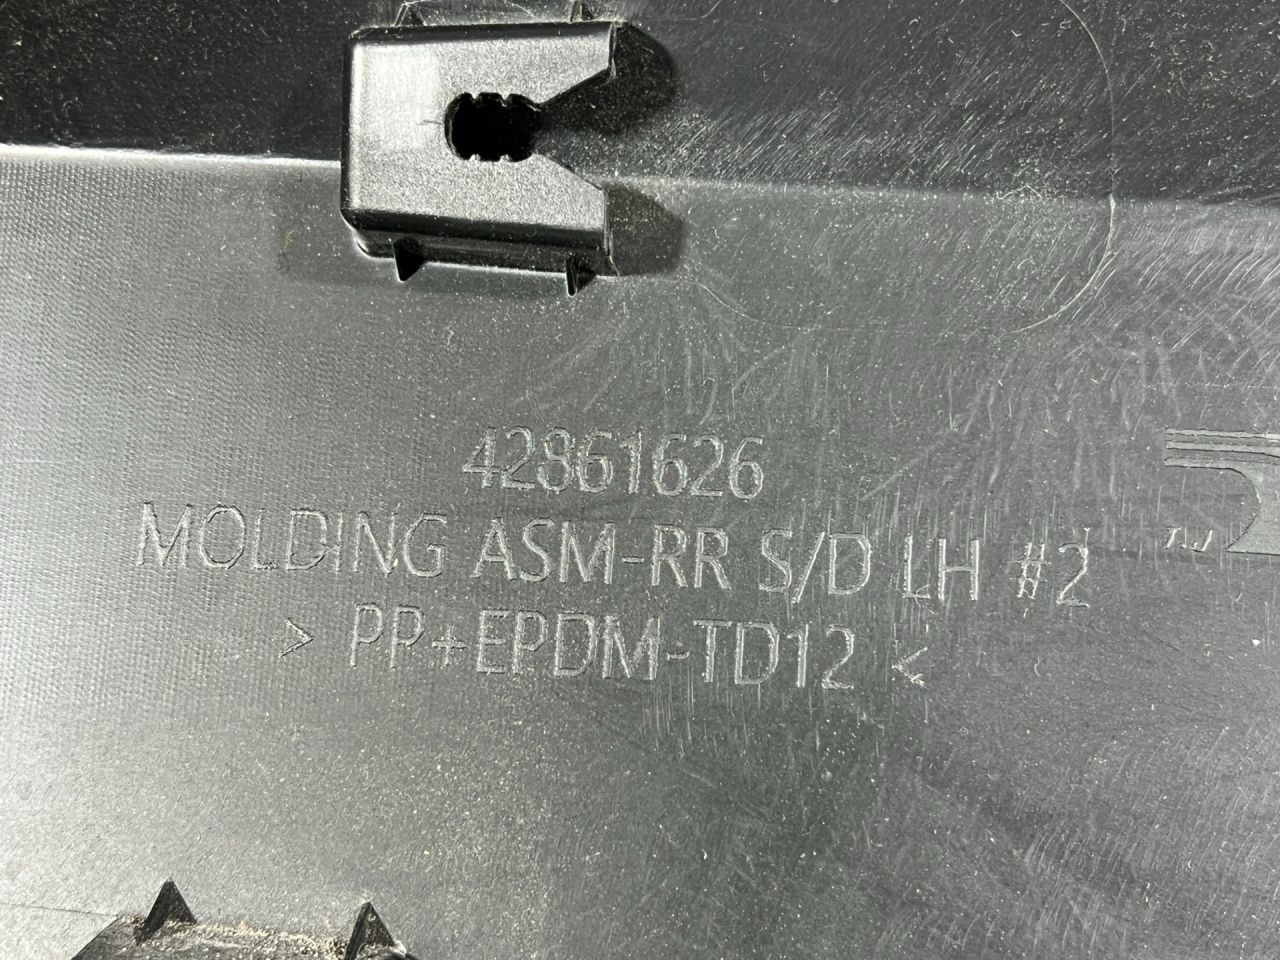 42861626
MOLDING ASM-RR S/D LH #2
> PP+EPDM-TD12 <